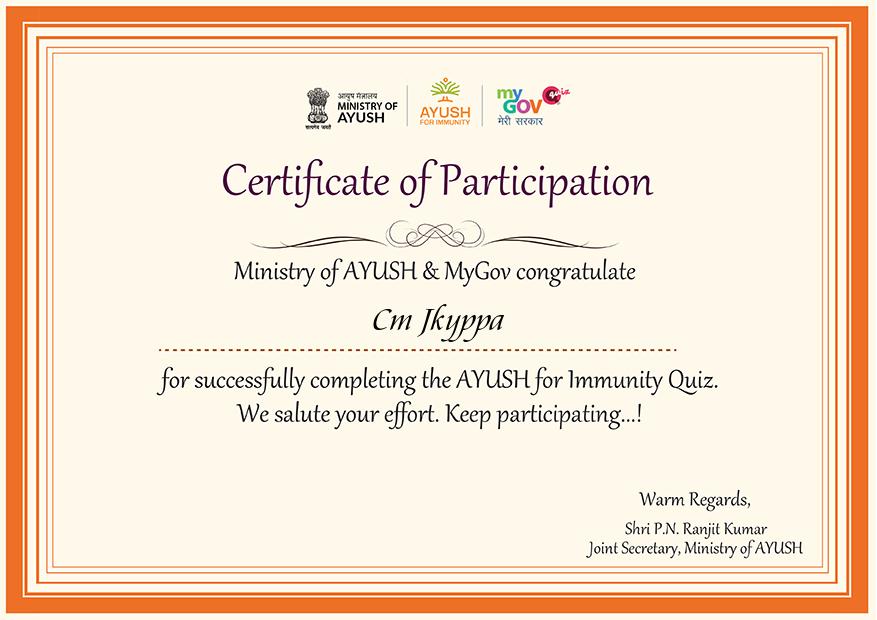 आयुष मंत्रालय
MINISTRY OF
AYUSH
सत्यमेव जयते
AYUSH
FOR IMMUNITY
my
GOV
quiz
मेरी सरकार
Certificate of Participation
Ministry of AYUSH & MyGov congratulate
Cm Jkyppa
for successfully completing the AYUSH for Immunity Quiz.
We salute your effort. Keep participating...!
Warm Regards,
Shri P.N. Ranjit Kumar
Joint Secretary, Ministry of AYUSH